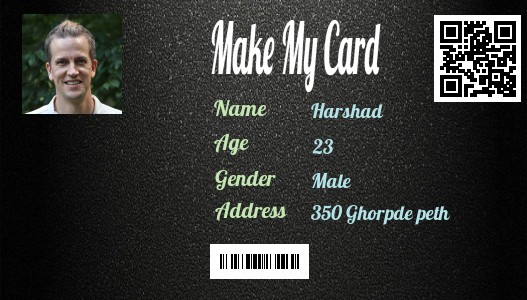 Make My Card
Name Harshad
Age 23
Gender Male
Address 350 Ghorpde peth